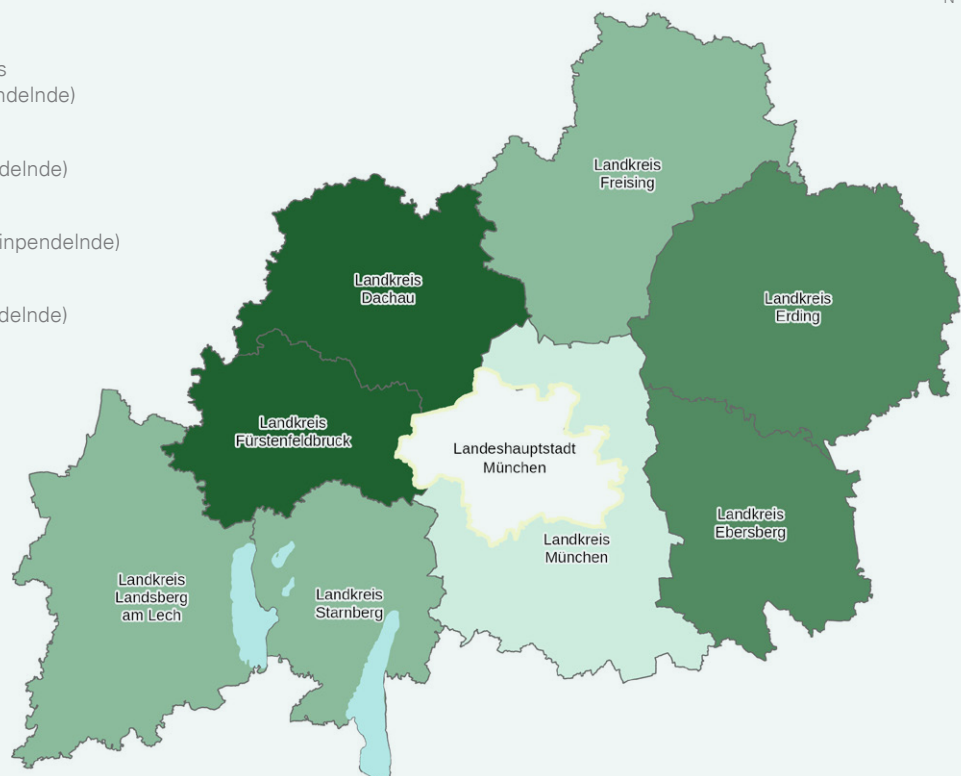 N
s
ndelnde)
delnde)
inpendelnde)
delnde)
Landkreis
Freising
Landkreis
Dachau
Landkreis
Erding
Landkreis
Fürstenfeldbruck
Landeshauptstadt
München
Landkreis
Ebersberg
Landkreis
München
Landkreis
Landsberg
am Lech
Landkreis
Starnberg